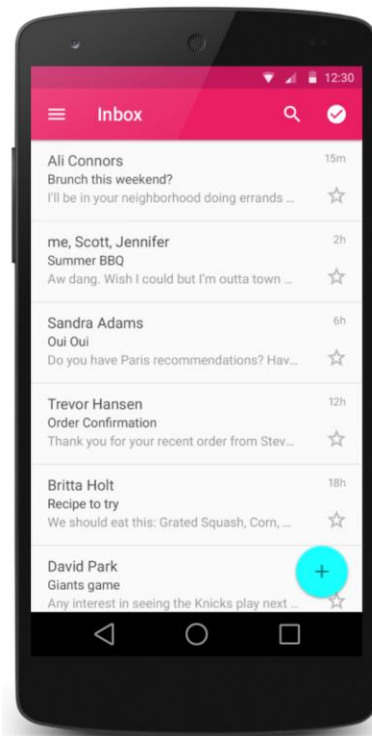 12:30
Inbox
Ali Connors 15m
Brunch this weekend?
I'll be in your neighborhood doing errands ...
me, Scott, Jennifer 2h
Summer BBQ
Aw dang. Wish I could but I'm outta town ...
Sandra Adams 6h
Oui Oui
Do you have Paris recommendations? Hav...
Trevor Hansen 12h
Order Confirmation
Thank you for your recent order from Stev...
Britta Holt 18h
Recipe to try
We should eat this: Grated Squash, Corn, ...
David Park
Giants game
+
Any interest in seeing the Knicks play next ...